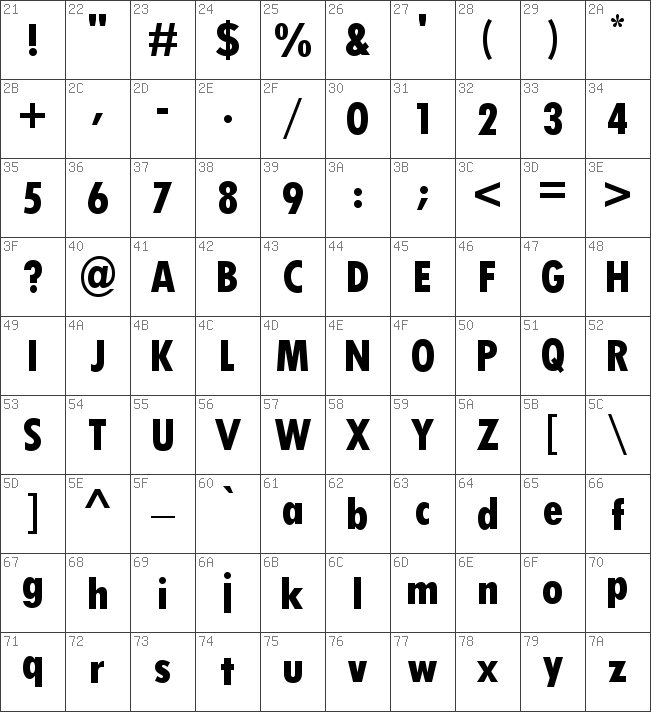 21 22 23 24 25 26 27 28 29 2A
! " # $ % & ' ( ) *
2B 2C 2D 2E 2F 30 31 32 33 34
+ , - . / 0 1 2 3 4
35 36 37 38 39 3A 3B 3C 3D 3E
5 6 7 8 9 : ; < = >
3F 40 41 42 43 44 45 46 47 48
? @ A B C D E F G H
49 4A 4B 4C 4D 4E 4F 50 51 52
I J K L M N O P Q R
53 54 55 56 57 58 59 5A 5B 5C
S T U V W X Y Z [ \
5D 5E 5F 60 61 62 63 64 65 66
] ^ _ ` a b c d e f
67 68 69 6A 6B 6C 6D 6E 6F 70
g h i j k l m n o p
71 72 73 74 75 76 77 78 79 7A
q r s t u v w x y z